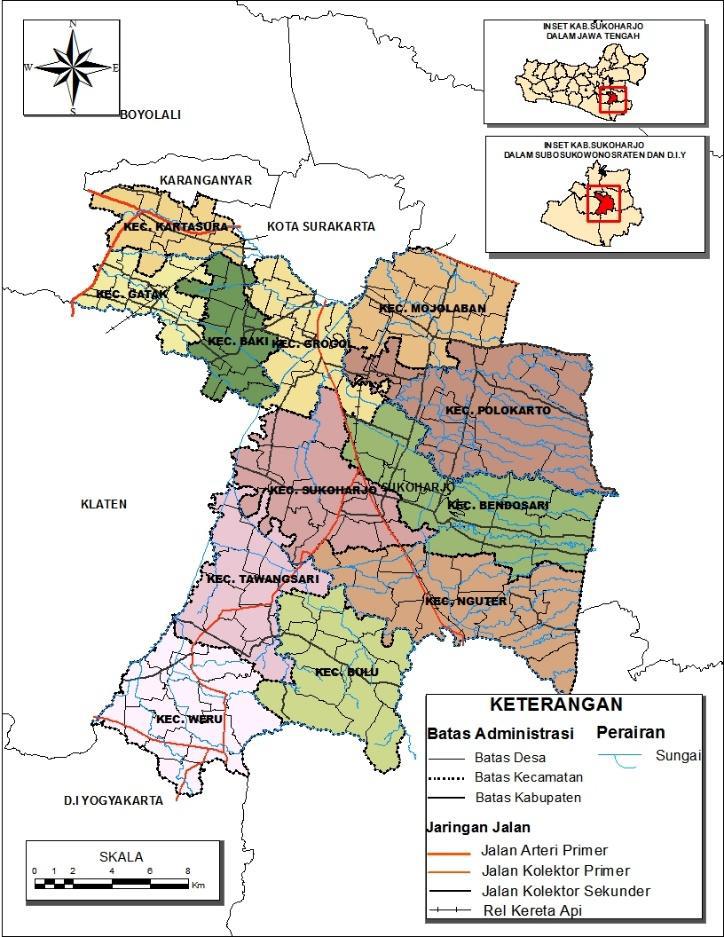 N
W
E
S
INSET KAB.SUKOHARJO
DALAM JAWA TENGAH
INSET KAB.SUKOHARJO
DALAM SUBOSUKOWONOSRATEN DAN D.I.Y
BOYOLALI
KARANGANYAR
KOTA SURAKARTA
KEC. KARTASURA
KEC. GATAK
KEC. BAKI
KEC. GROGOL
KEC. MOJOLABAN
KEC. POLOKARTO
KEC. SUKOHARJO
SUKOHARJO
KEC. BENDOSARI
KLATEN
KEC. TAWANGSARI
KEC. NGUTER
KEC. BULU
KEC. WERU
D.I YOGYAKARTA
SKALA
0 1 2 4 6 8
Km
KETERANGAN
Batas Administrasi
Batas Desa
Batas Kecamatan
Batas Kabupaten
Perairan
Sungai
Jaringan Jalan
Jalan Arteri Primer
Jalan Kolektor Primer
Jalan Kolektor Sekunder
Rel Kereta Api